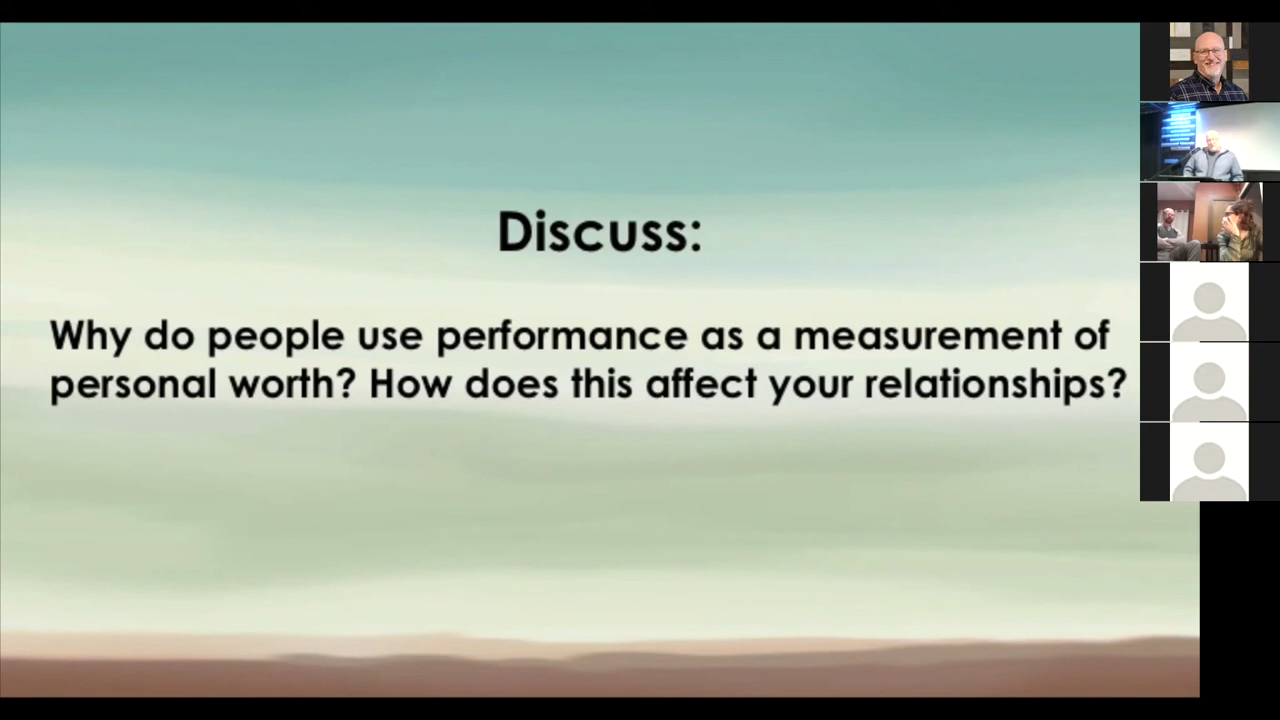 Discuss:
Why do people use performance as a measurement of
personal worth? How does this affect your relationships?